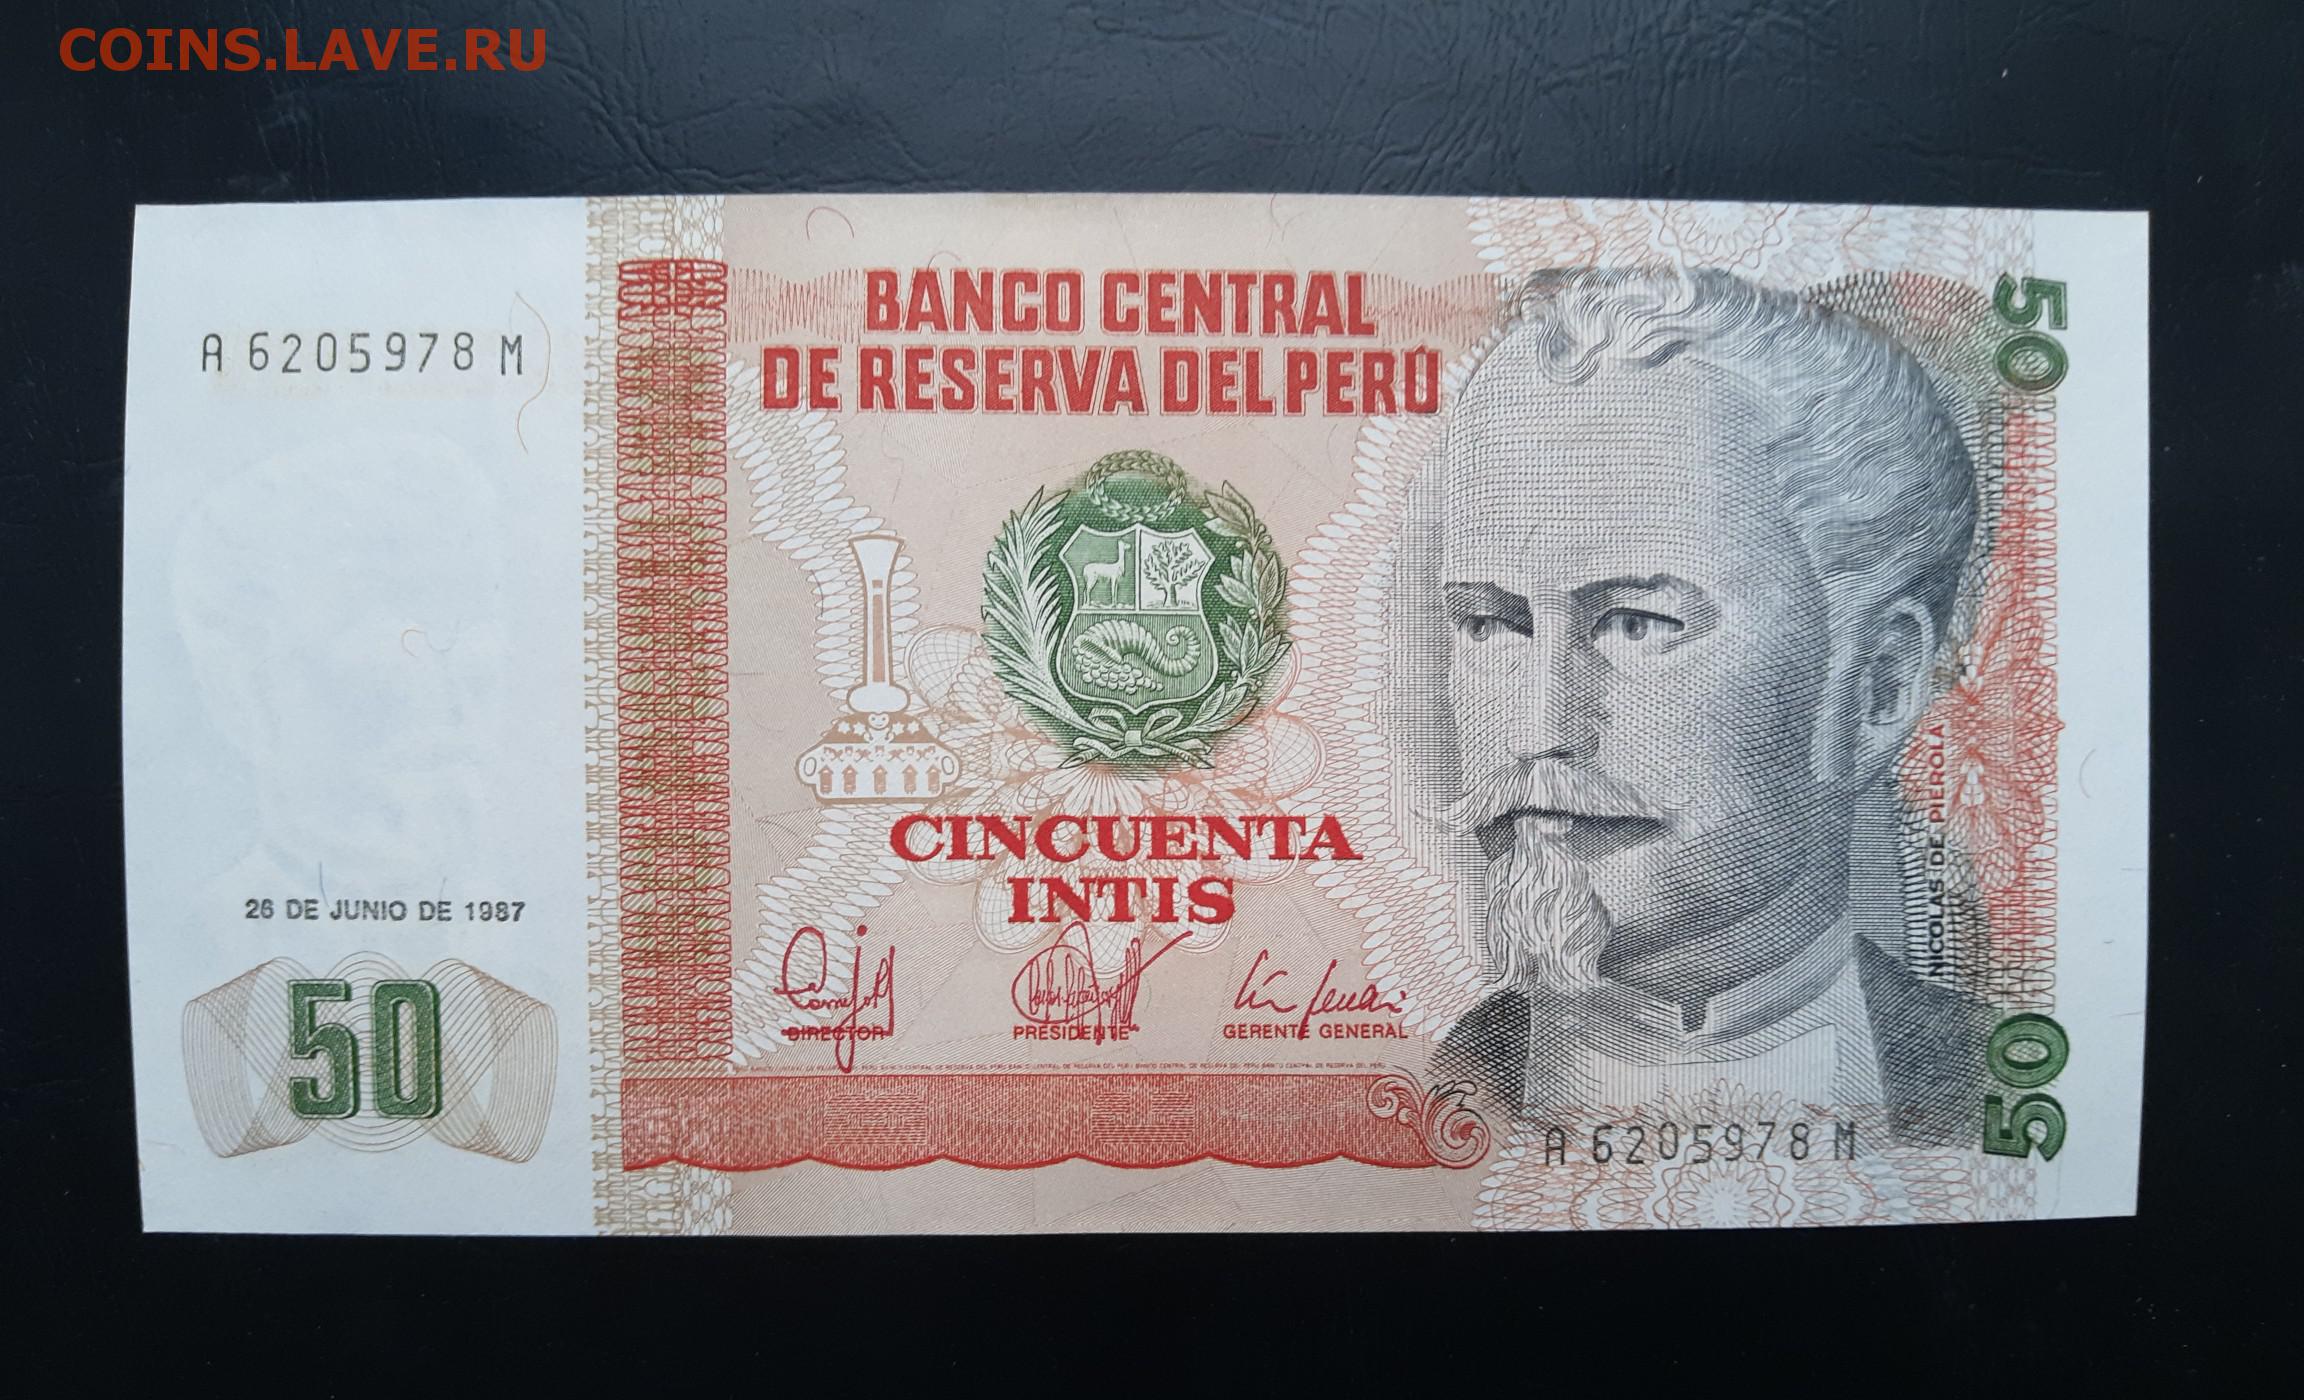 COINS.LAVE.RU
A 6205978 M
BANCO CENTRAL
DE RESERVA DEL PERÚ
50
CINCUENTA
INTIS
26 DE JUNIO DE 1987
50
DIRECTOR
PRESIDENTE
GERENTE GENERAL
NICOLAS DE PIEROLA
A 6205978 M
50